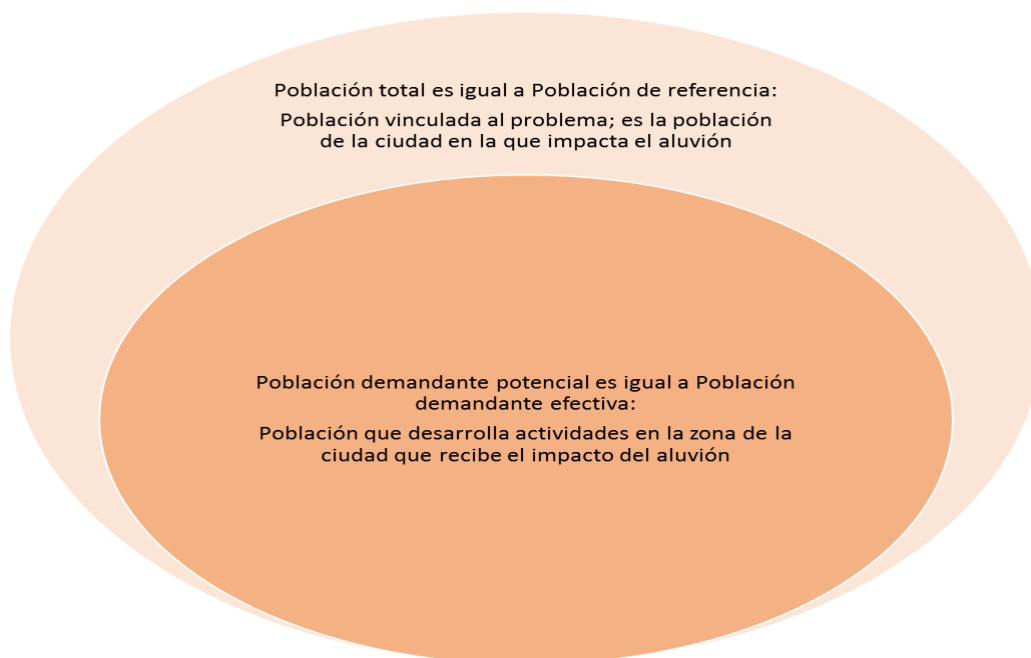 Población total es igual a Población de referencia:
Población vinculada al problema; es la población
de la ciudad en la que impacta el aluvión
Población demandante potencial es igual a Población
demandante efectiva:
Población que desarrolla actividades en la zona de la
ciudad que recibe el impacto del aluvión